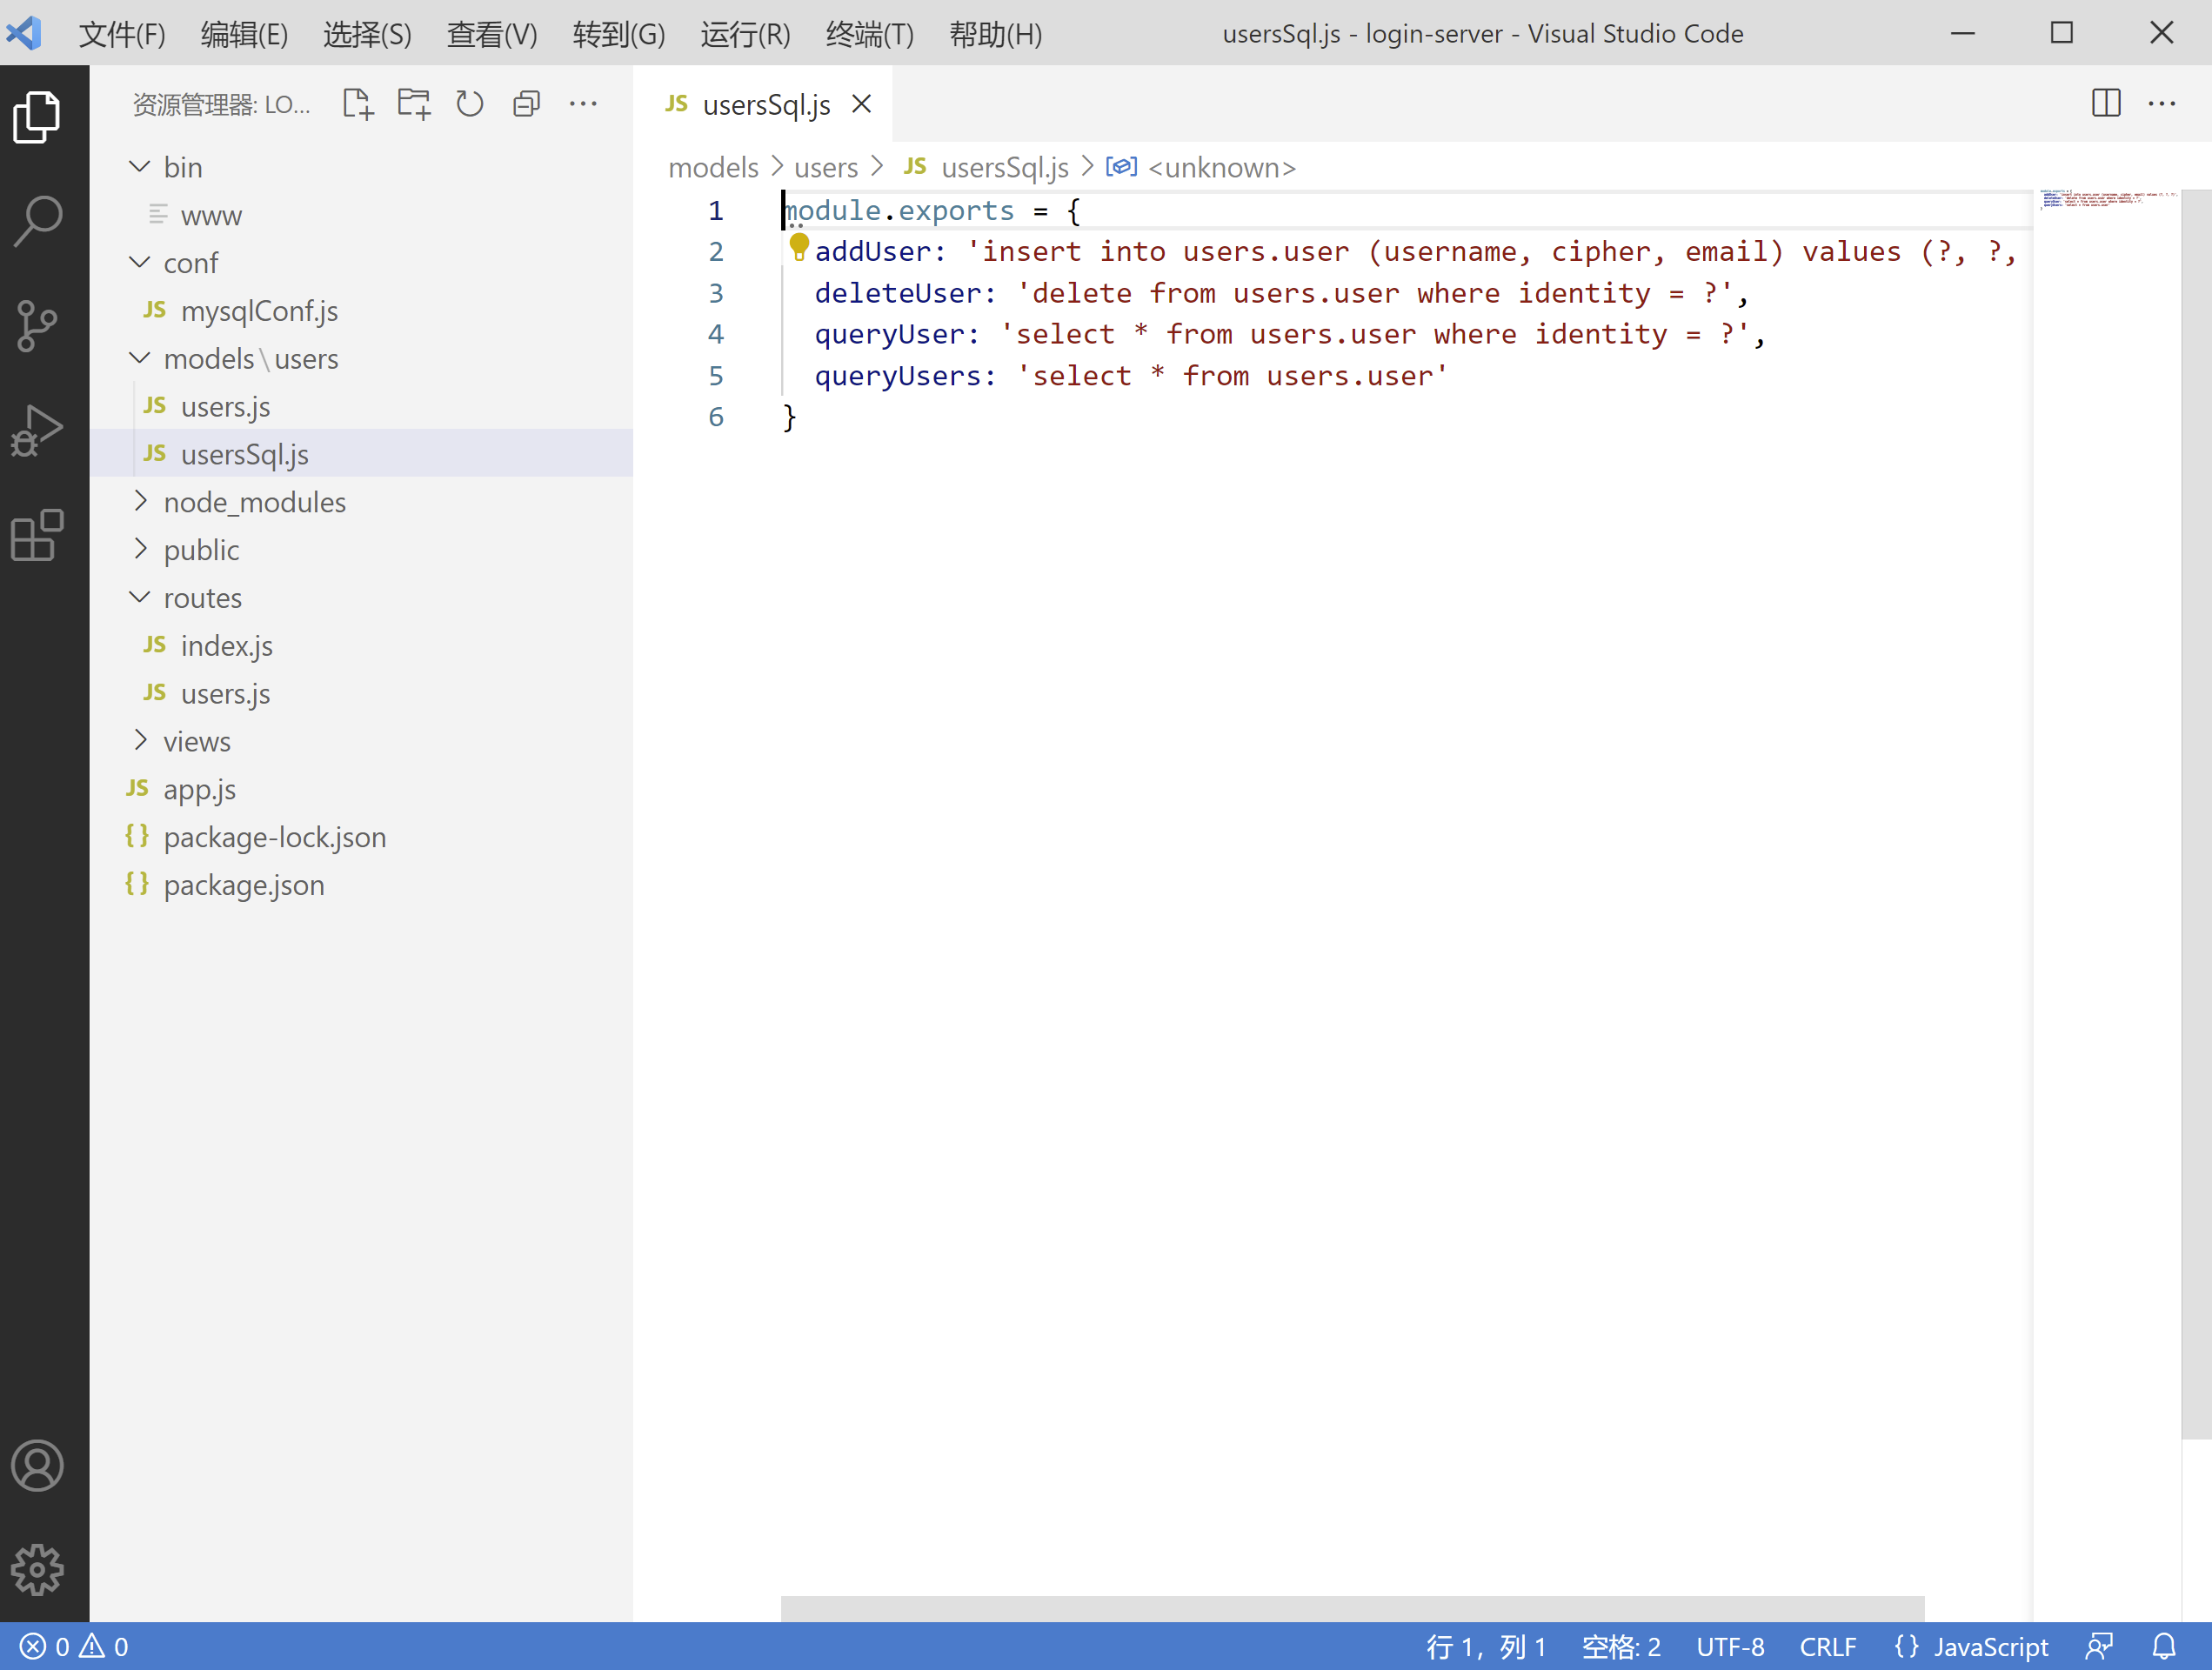 文件(F) 编辑(E) 选择(S) 查看(V) 转到(G) 运行(R) 终端(T) 帮助(H) usersSql.js - login-server - Visual Studio Code
资源管理器: LO...
bin
www
conf
JS mysqlConf.js
models\users
JS users.js
JS usersSql.js
node_modules
public
routes
JS index.js
JS users.js
views
JS app.js
{} package-lock.json
{} package.json
JS usersSql.js
models > users > JS usersSql.js > <unknown>
1 module.exports = {
2 addUser: 'insert into users.user (username, cipher, email) values (?, ?,
3 deleteUser: 'delete from users.user where identity = ?',
4 queryUser: 'select * from users.user where identity = ?',
5 queryUsers: 'select * from users.user'
6 }
0 0 行 1，列 1 空格: 2 UTF-8 CRLF {} JavaScript